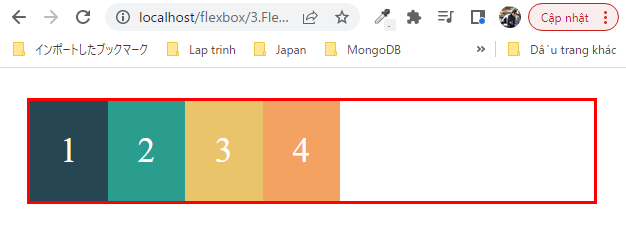 localhost/flexbox/3.Fle...
Cập nhật
インポートしたブックマーク Lap trinh Japan MongoDB » Dấu trang khác
1 2 3 4